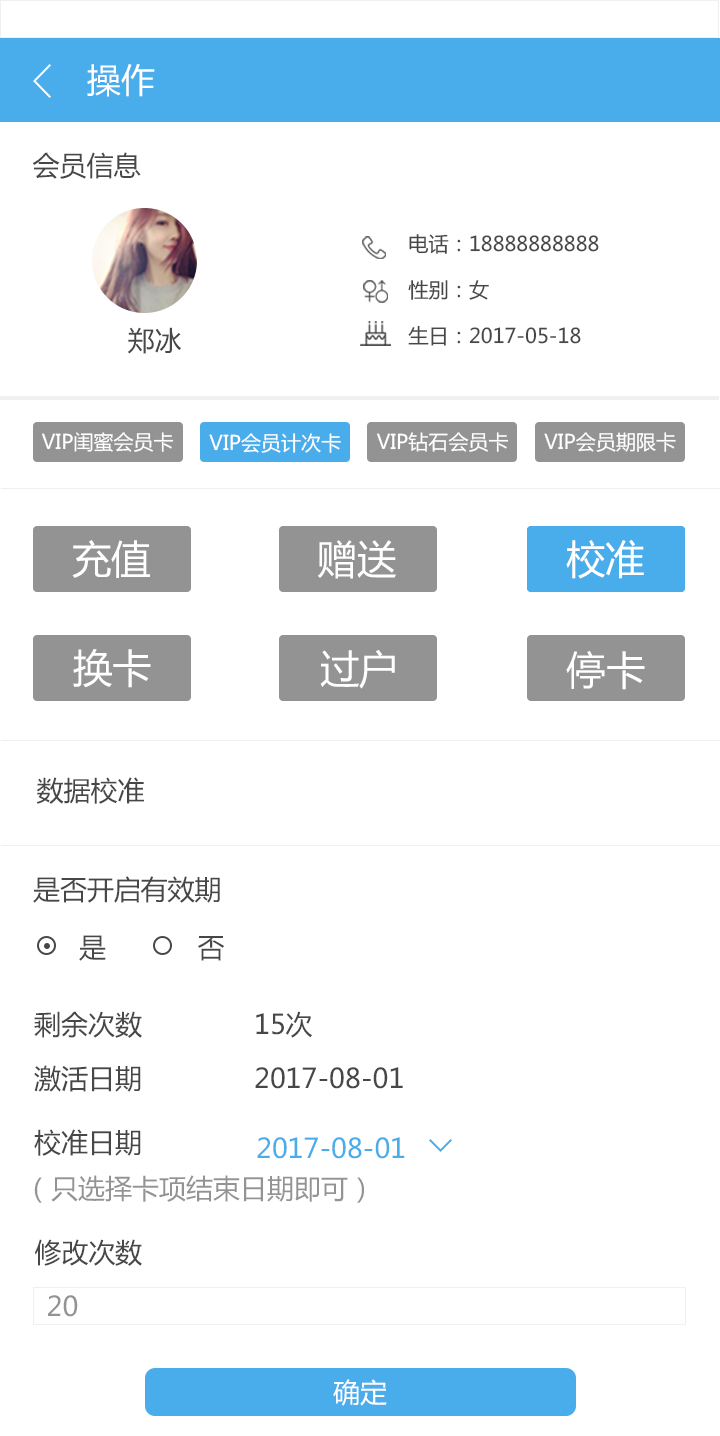 操作
会员信息
电话：18888888888
性别：女
生日：2017-05-18
郑冰
VIP闺蜜会员卡 VIP会员计次卡 VIP钻石会员卡 VIP会员期限卡
充值 赠送 校准
换卡 过户 停卡
数据校准
是否开启有效期
是 否
剩余次数 15次
激活日期 2017-08-01
校准日期 2017-08-01
（只选择卡项结束日期即可）
修改次数
20
确定